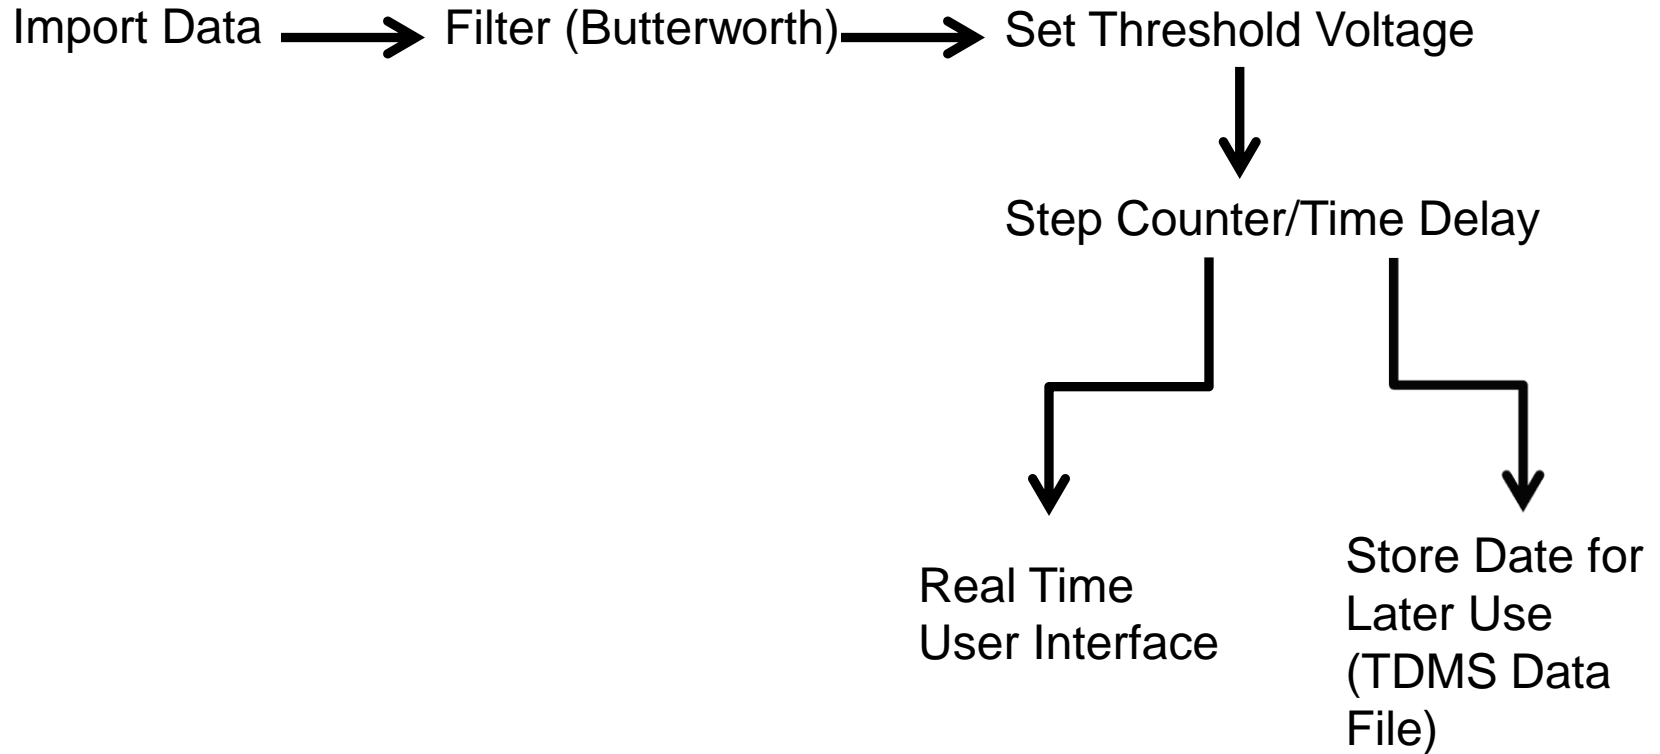 Import Data
Filter (Butterworth)
Set Threshold Voltage
Step Counter/Time Delay
Real Time
User Interface
Store Date for
Later Use
(TDMS Data
File)